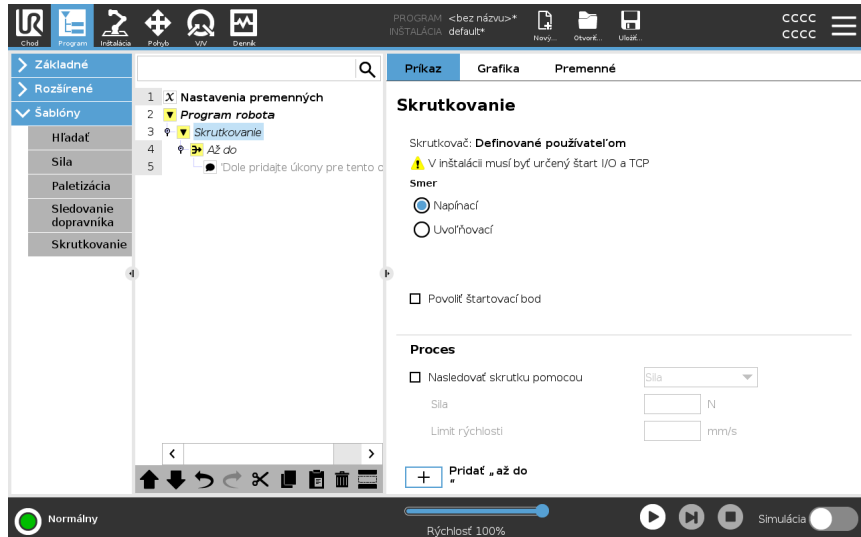 UR
PROGRAM <bez názvu>*
INŠTALÁCIA default*
Chod
Program
Inštalácia
Pohyb
V/V
Denník
Nový...
Otvoriť...
Uložiť...
CCCC
CCCC
Základné
Rozšírené
Šablóny
Hľadať
Sila
Paletizácia
Sledovanie
dopravníka
Skrutkovanie
1 X Nastavenia premenných
2 Program robota
3 Skrutkovanie
4 Až do
5 'Dole pridajte úkony pre tento o
Príkaz Grafika Premenné
Skrutkovanie
Skrutkovač: Definované používateľom
V inštalácii musí byť určený štart I/O a TCP
Smer
Napínací
Uvoľňovací
Povoliť štartovací bod
Proces
Nasledovať skrutku pomocou Sila
Sila N
Limit rýchlosti mm/s
+ Pridať „až do
“
Normálny
Rýchlosť 100%
Simulácia